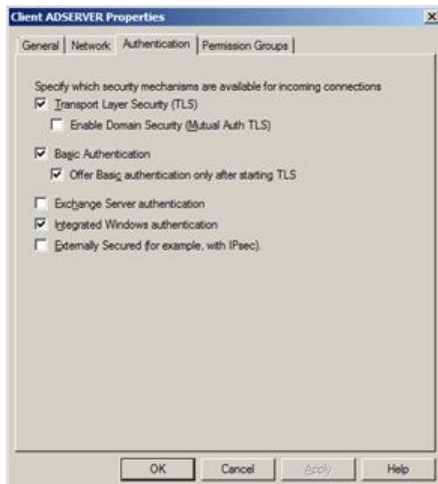 Client ADSERVER Properties
General
Network
Authentication
Permission Groups
Specify which security mechanisms are available for incoming connections
Transport Layer Security (TLS)
Enable Domain Security (Mutual Auth TLS)
Basic Authentication
Offer Basic authentication only after starting TLS
Exchange Server authentication
Integrated Windows authentication
Externally Secured (for example, with IPsec).
OK
Cancel
Apply
Help